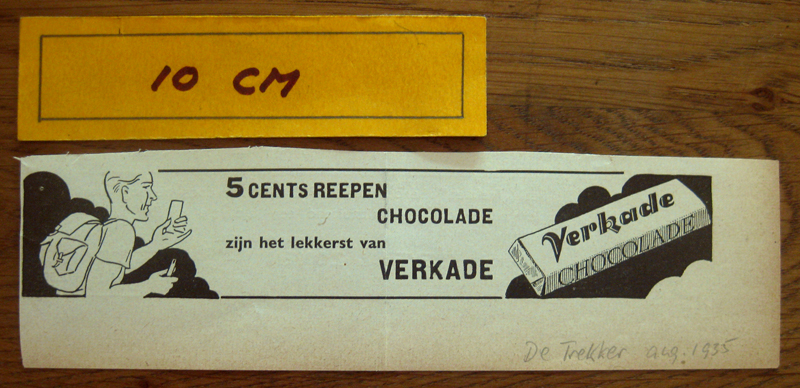 10 CM
5 CENTS REEPEN
CHOCOLADE
zijn het lekkerst van
VERKADE
Verkade
CHOCOLADE
De Trekker aug. 1935